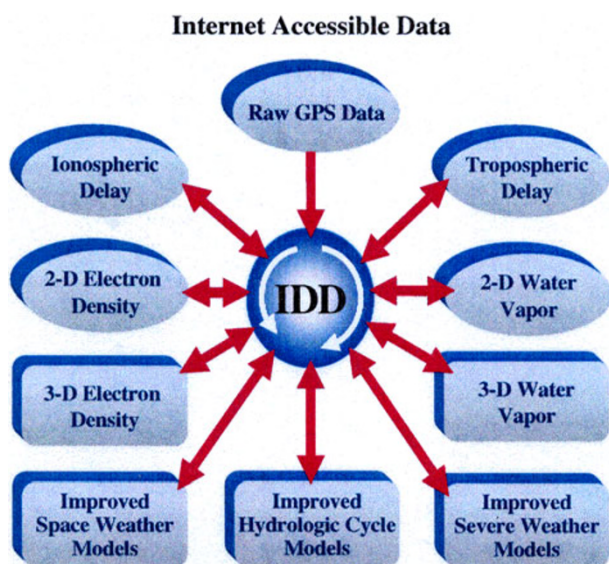 Internet Accessible Data
Raw GPS Data
Ionospheric
Delay
Tropospheric
Delay
2-D Electron
Density
IDD
2-D Water
Vapor
3-D Electron
Density
3-D Water
Vapor
Improved
Space Weather
Models
Improved
Hydrologic Cycle
Models
Improved
Severe Weather
Models